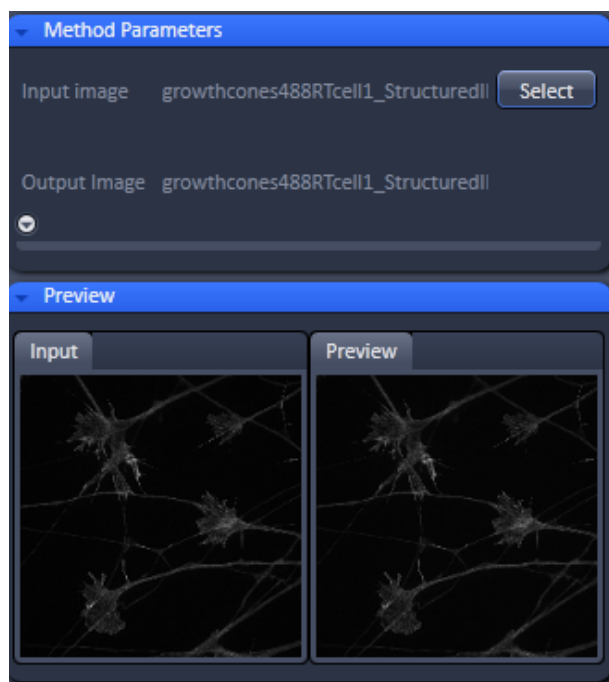 Method Parameters
Input image growthcones488RTcell1_StructuredIl Select
Output Image growthcones488RTcell1_StructuredIl
Preview
Input Preview